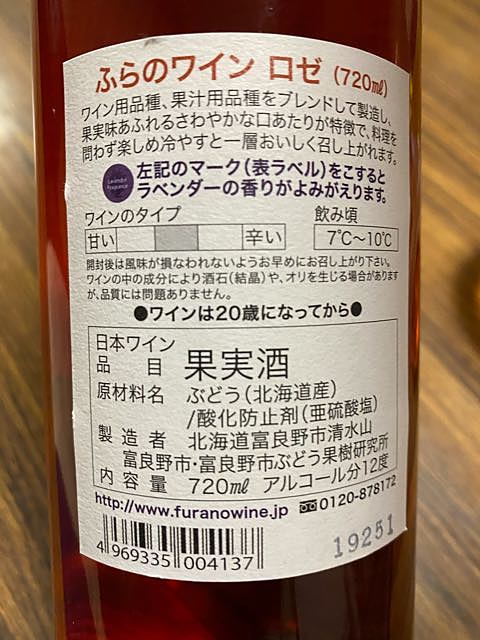 ふらのワイン ロゼ (720㎖)
ワイン用品種、果汁用品種をブレンドして製造し、
果実味あふれるさわやかな口あたりが特徴で、料理を
問わず楽しめ冷やすと一層おいしく召し上がれます。
Lavender Fragrance
左記のマーク(表ラベル)をこすると
ラベンダーの香りがよみがえります。
ワインのタイプ 飲み頃
甘い 辛い 7℃〜10℃
開封後は風味が損なわれないようお早めにお召し上がり下さい。
ワインの中の成分により酒石(結晶)や、オリを生じる場合があります
が、品質には問題ありません。
●ワインは20歳になってから●
日本ワイン
品目 果実酒
原材料名 ぶどう(北海道産)
/酸化防止剤(亜硫酸塩)
製造者 北海道富良野市清水山
富良野市・富良野市ぶどう果樹研究所
内容量 720㎖ アルコール分12度
http://www.furanowine.jp 0120-878172
4 969335 004137
19251